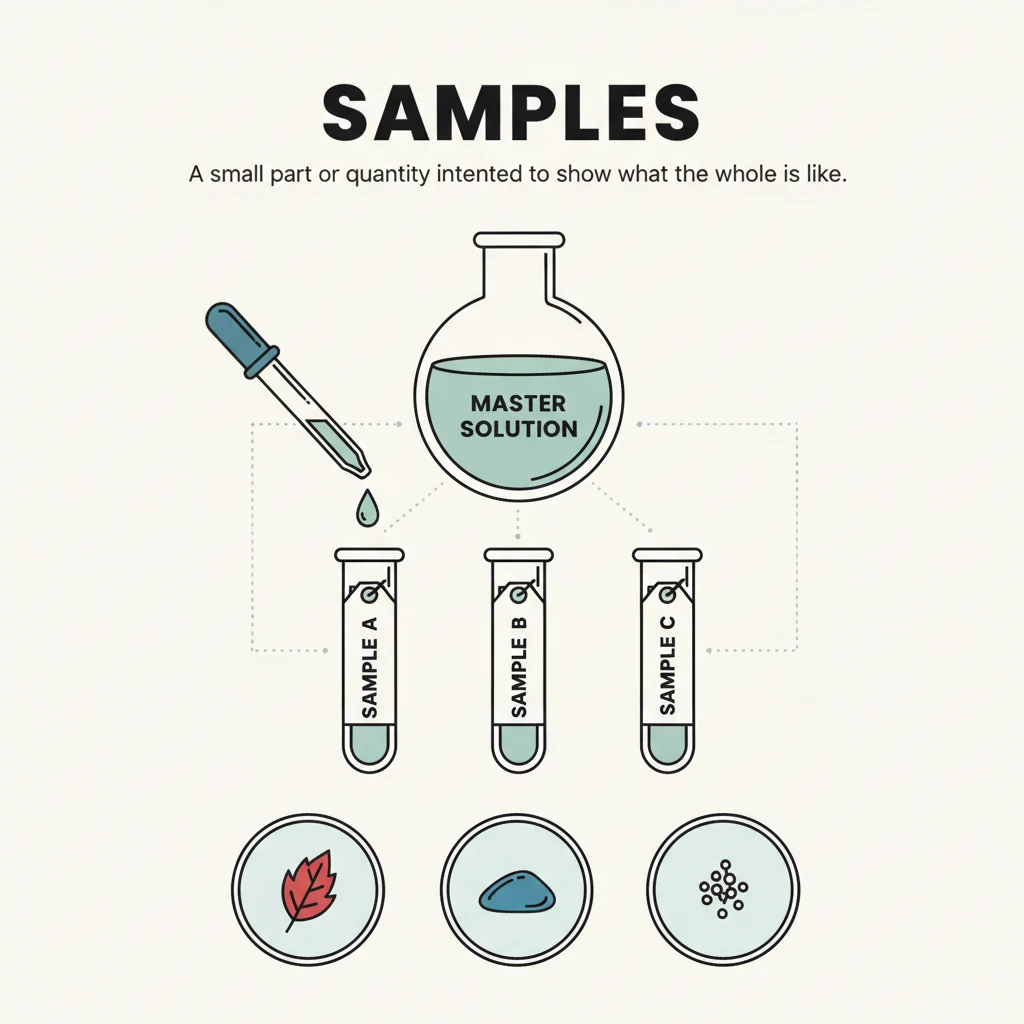 SAMPLES
A small part or quantity intented to show what the whole is like.
MASTER
SOLUTION
SAMPLE A
SAMPLE B
SAMPLE C